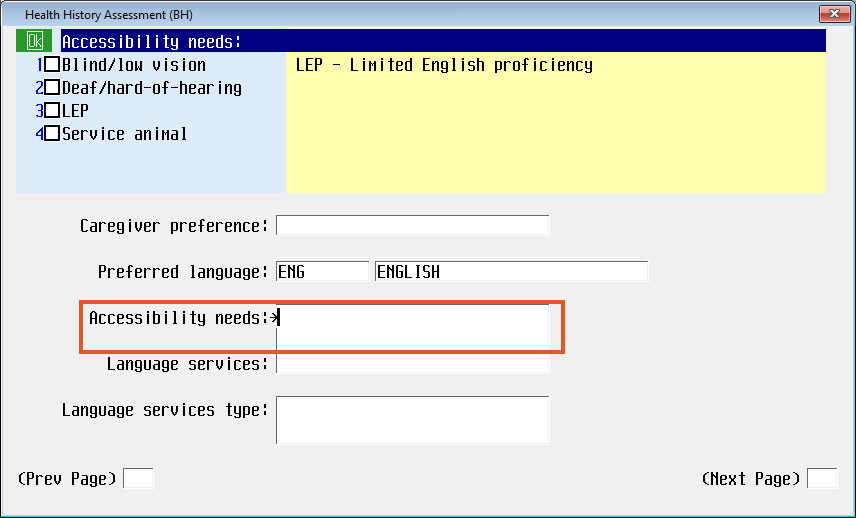 Health History Assessment (BH)
Ok Accessibility needs:
1 Blind/low vision LEP - Limited English proficiency
2 Deaf/hard-of-hearing
3 LEP
4 Service animal
Caregiver preference:
Preferred language: ENG ENGLISH
Accessibility needs:
Language services:
Language services type:
(Prev Page) (Next Page)